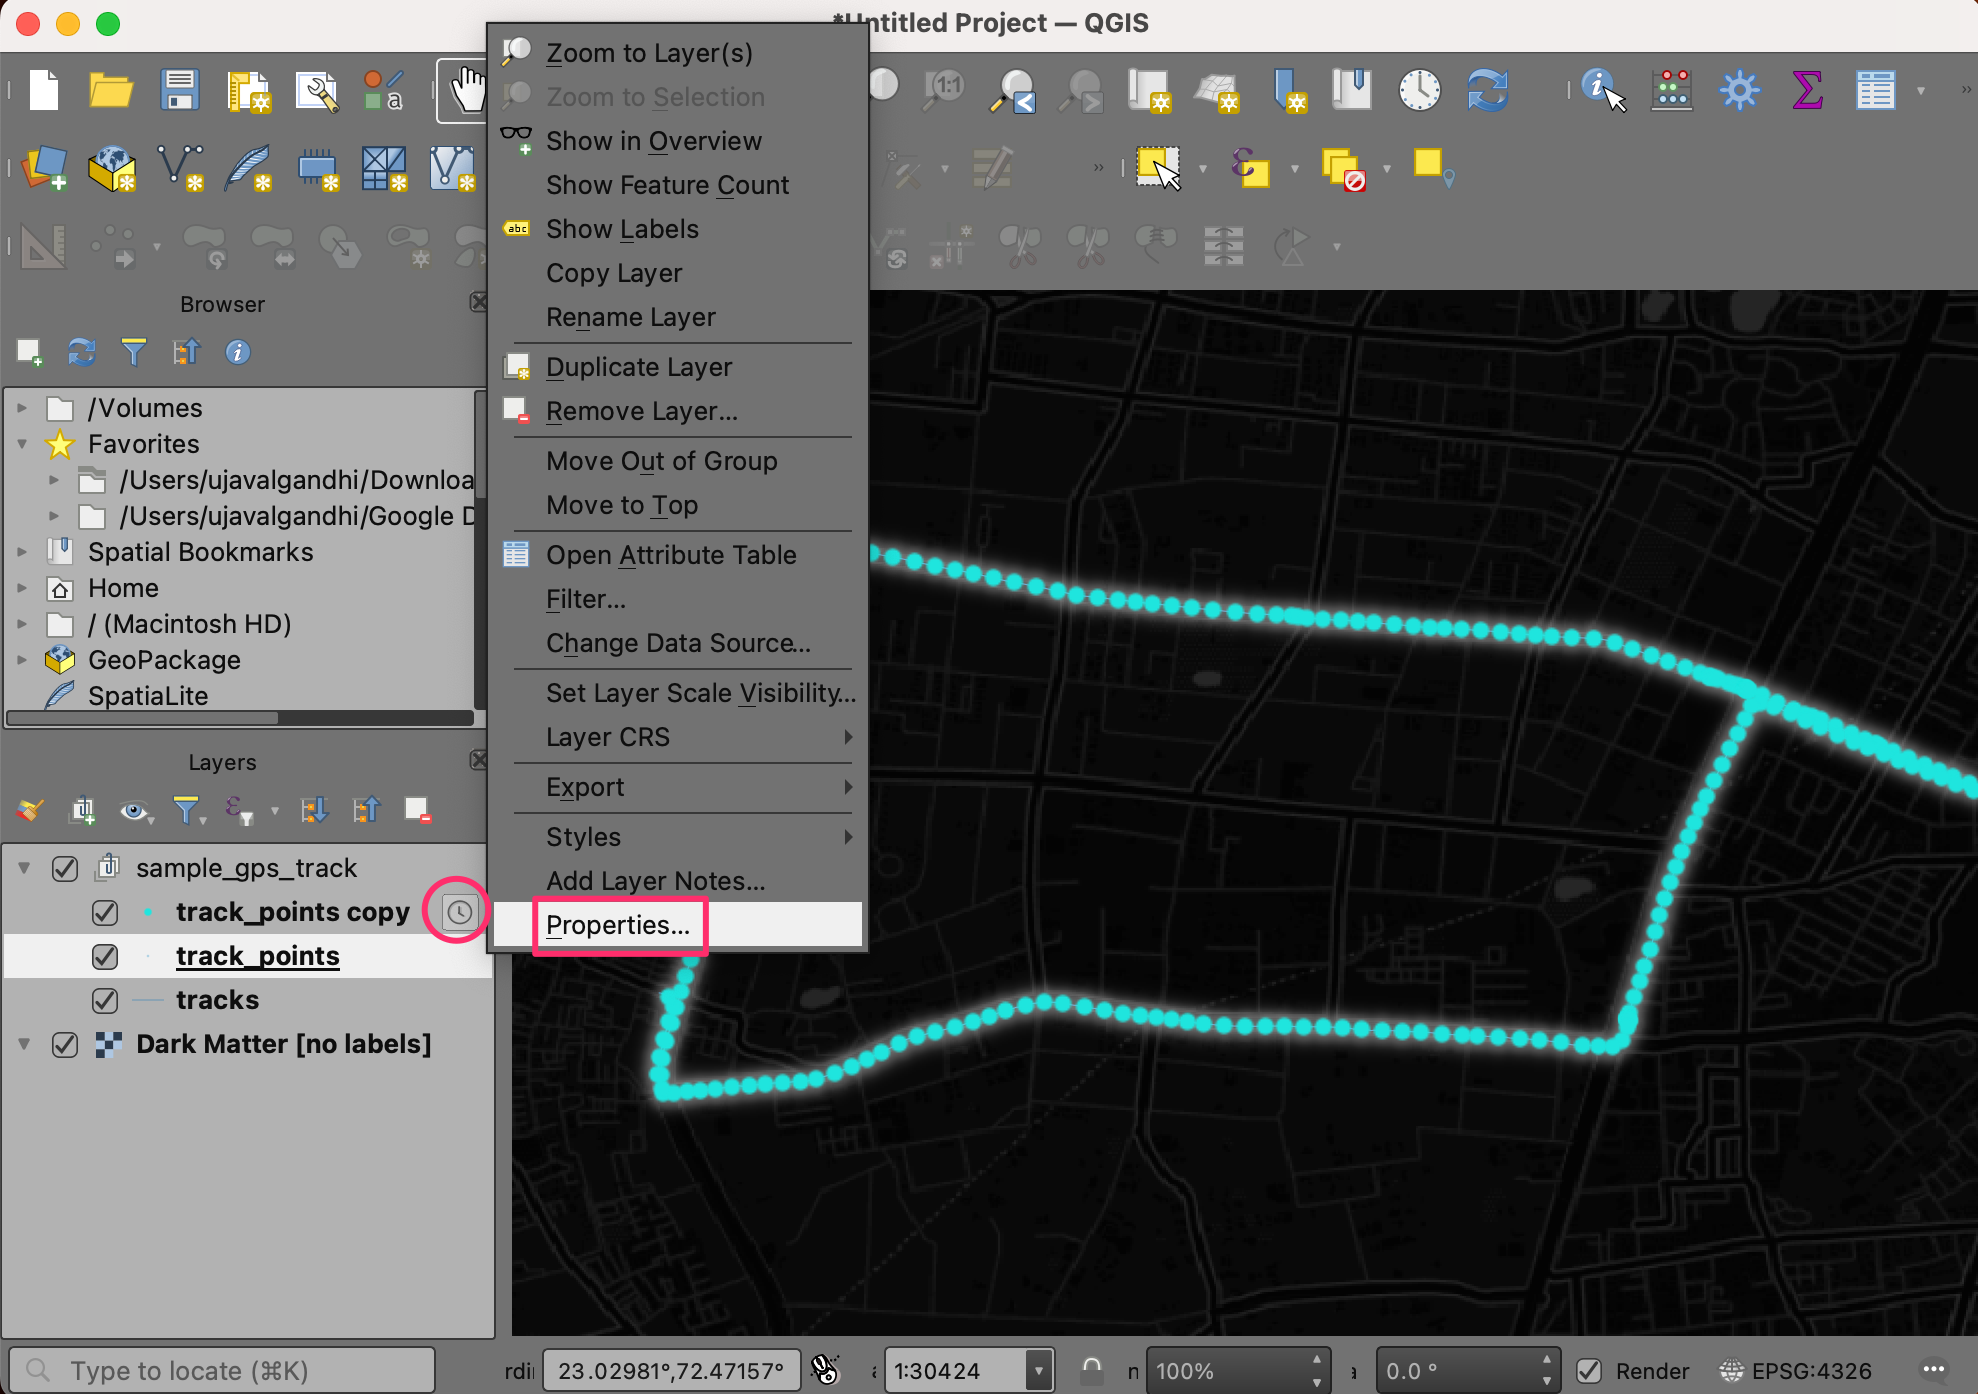 *Untitled Project — QGIS
Zoom to Layer(s)
Zoom to Selection
Show in Overview
Show Feature Count
abc Show Labels
Copy Layer
Rename Layer
Duplicate Layer
Remove Layer...
Move Out of Group
Move to Top
Open Attribute Table
Filter...
Change Data Source...
Set Layer Scale Visibility...
Layer CRS
Export
Styles
Add Layer Notes...
Properties...
1:1
a
Browser
/Volumes
Favorites
/Users/ujavalgandhi/Downloa
/Users/ujavalgandhi/Google D
Spatial Bookmarks
Home
/ (Macintosh HD)
GeoPackage
SpatiaLite
Layers
sample_gps_track
track_points copy
track_points
tracks
Dark Matter [no labels]
Type to locate (⌘K)
rdi 23.02981°,72.47157° 1:30424 100% 0.0 ° Render EPSG:4326